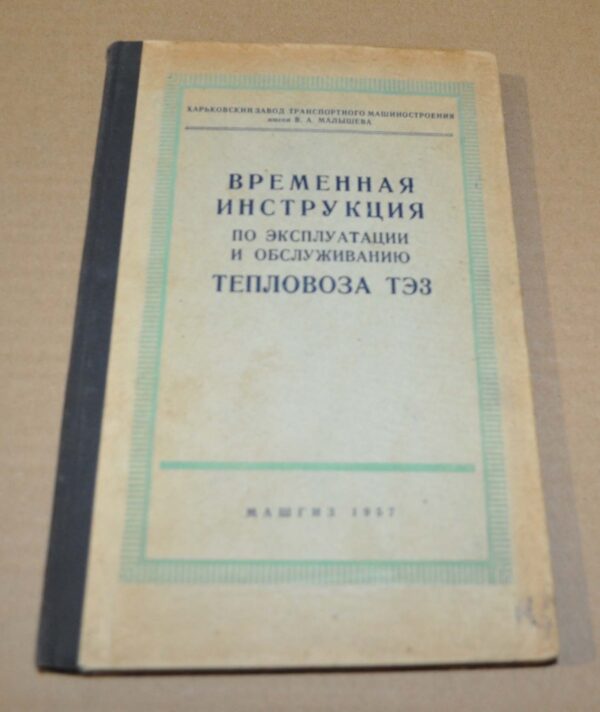 ХАРЬКОВСКИЙ ЗАВОД ТРАНСПОРТНОГО МАШИНОСТРОЕНИЯ
имени В. А. МАЛЫШЕВА
ВРЕМЕННАЯ
ИНСТРУКЦИЯ
ПО ЭКСПЛУАТАЦИИ
И ОБСЛУЖИВАНИЮ
ТЕПЛОВОЗА ТЭ3
МАШГИЗ 1957